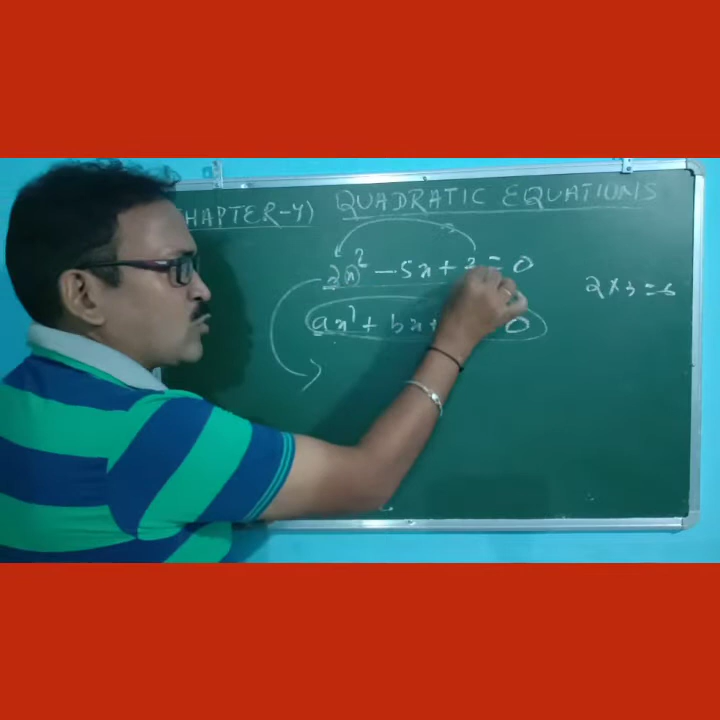 HAPTER-4) QUADRATIC EQUATIONS
2x² - 5x + 3 = 0
2 × 3 = 6
ax² + bx + 0